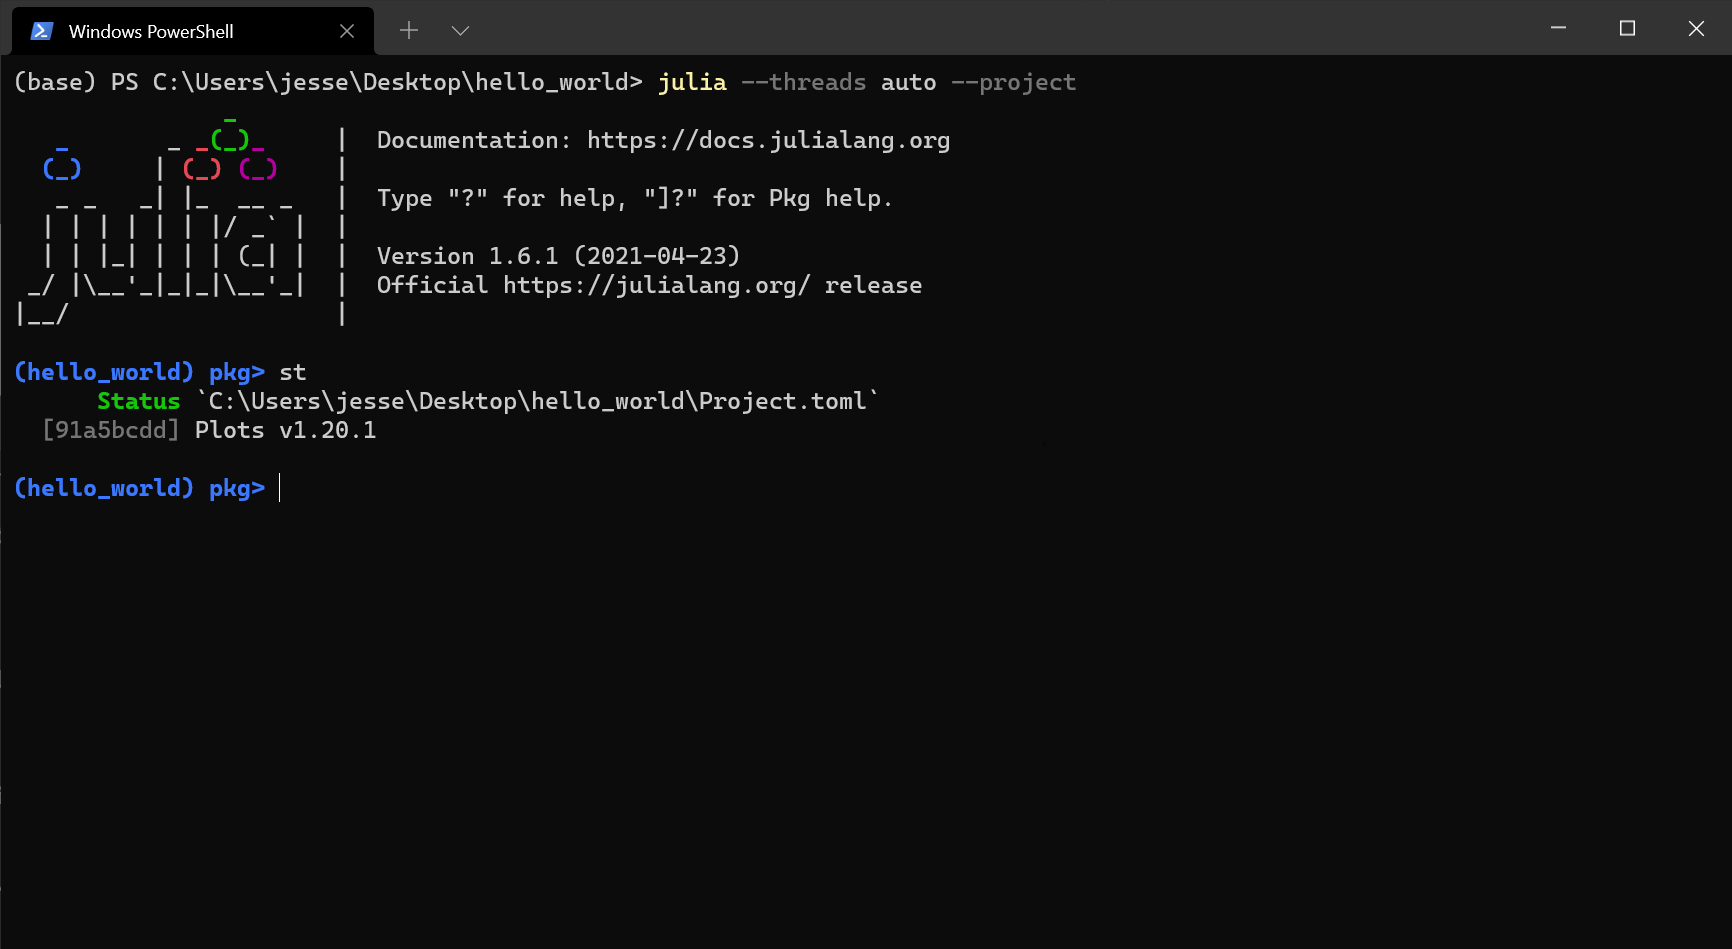 Windows PowerShell
(base) PS C:\Users\jesse\Desktop\hello_world> julia --threads auto --project
               _
   _       _ _(_)_     |  Documentation: https://docs.julialang.org
  (_)     | (_) (_)    |
   _ _   _| |_  __ _   |  Type "?" for help, "]?" for Pkg help.
  | | | | | | |/ _` |  |
  | | |_| | | | (_| |  |  Version 1.6.1 (2021-04-23)
 _/ |\__'_|_|_|\__'_|  |  Official https://julialang.org/ release
|__/                   |
(hello_world) pkg> st
      Status `C:\Users\jesse\Desktop\hello_world\Project.toml`
  [91a5bcdd] Plots v1.20.1
(hello_world) pkg>